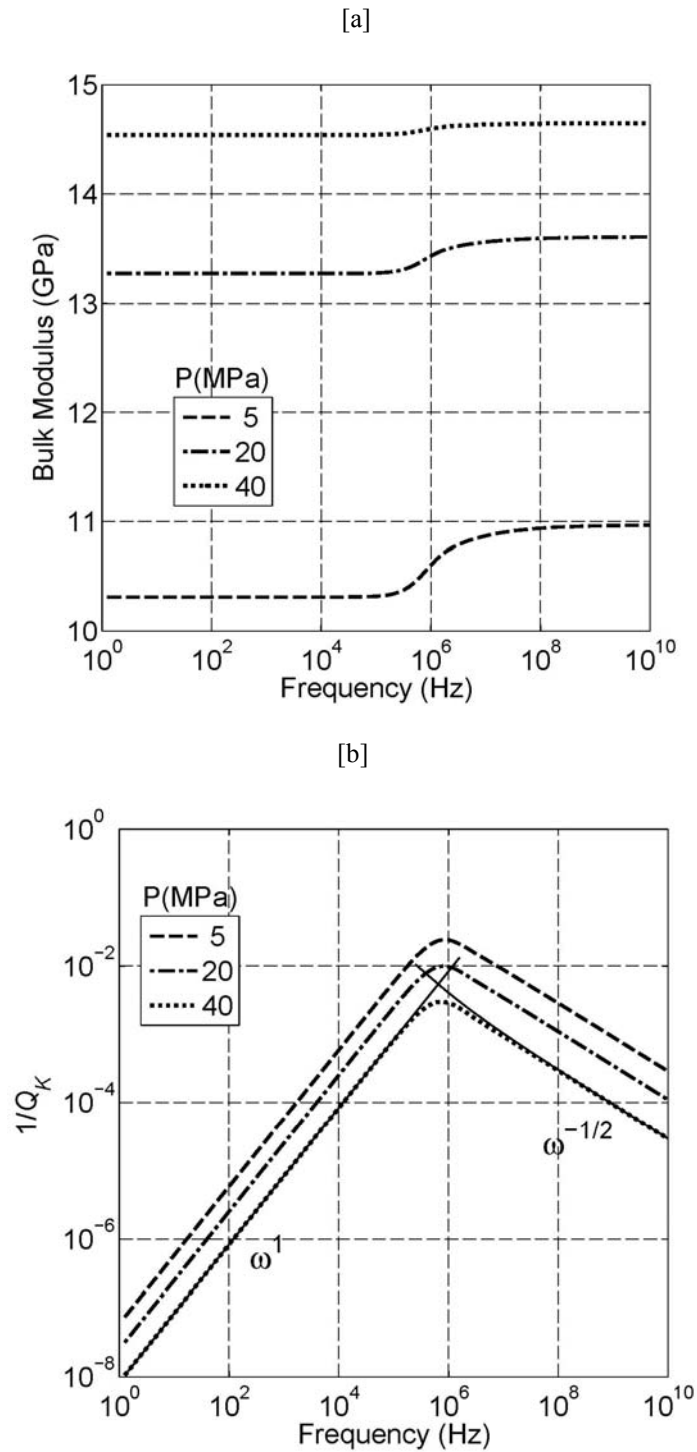 [a]
15
14
13
12
11
10
Bulk Modulus (GPa)
P(MPa)
5
20
40
10^0 10^2 10^4 10^6 10^8 10^10
Frequency (Hz)
[b]
10^0
10^−2
10^−4
10^−6
10^−8
1/Q_K
P(MPa)
5
20
40
ω^−1/2
ω^1
10^0 10^2 10^4 10^6 10^8 10^10
Frequency (Hz)